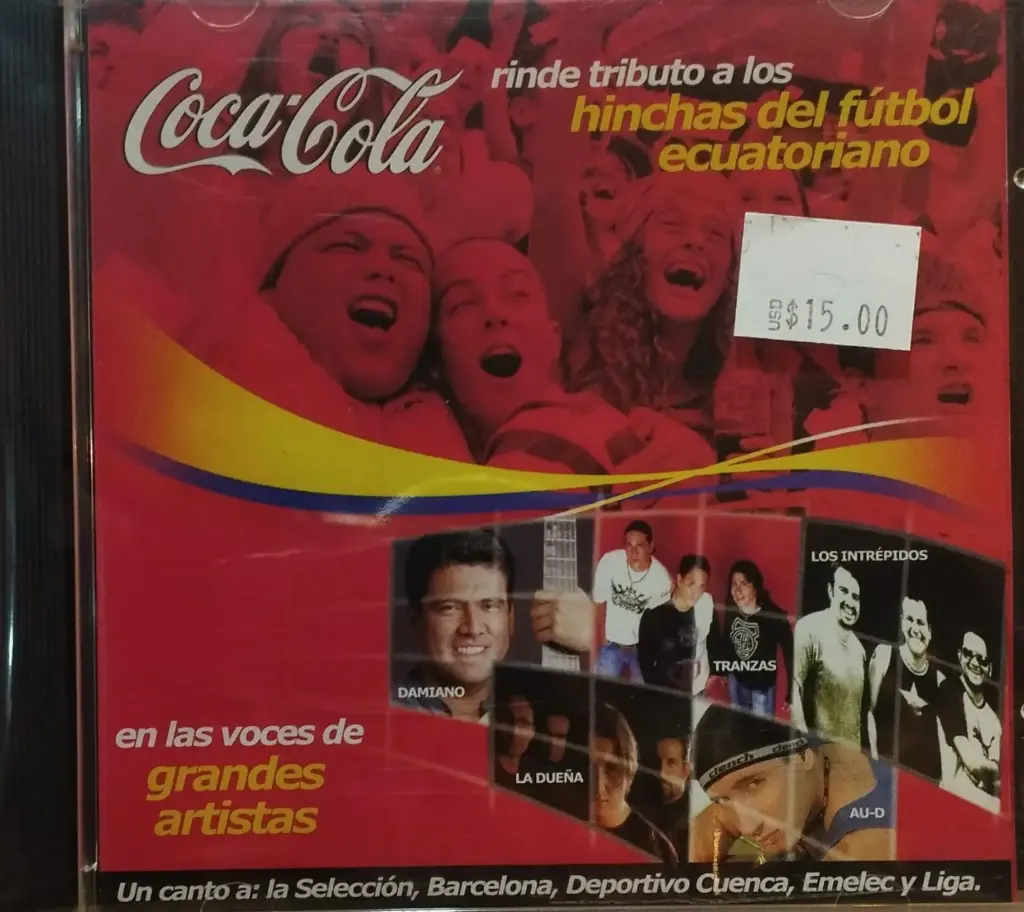 Coca-Cola
rinde tributo a los
hinchas del fútbol
ecuatoriano
USD $15.00
LOS INTRÉPIDOS
TRANZAS
DAMIANO
LA DUEÑA
AU-D
en las voces de
grandes
artistas
Un canto a: la Selección, Barcelona, Deportivo Cuenca, Emelec y Liga.